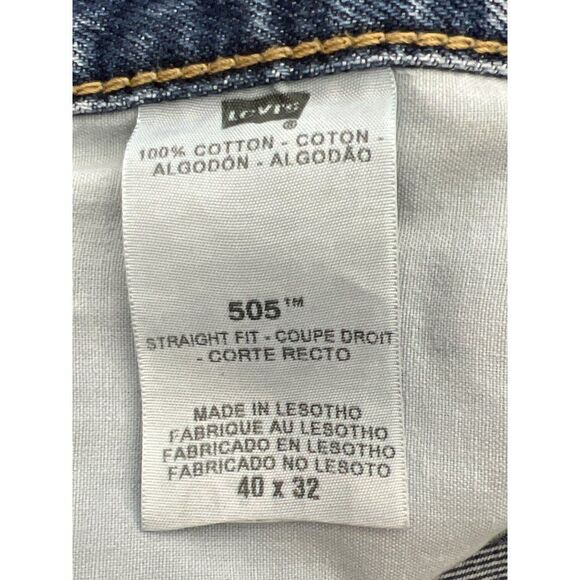 Levi's ®
100% COTTON - COTON -
ALGODÓN - ALGODÃO
505™
STRAIGHT FIT - COUPE DROIT
- CORTE RECTO
MADE IN LESOTHO
FABRIQUE AU LESOTHO
FABRICADO EN LESOTHO
FABRICADO NO LESOTO
40 x 32